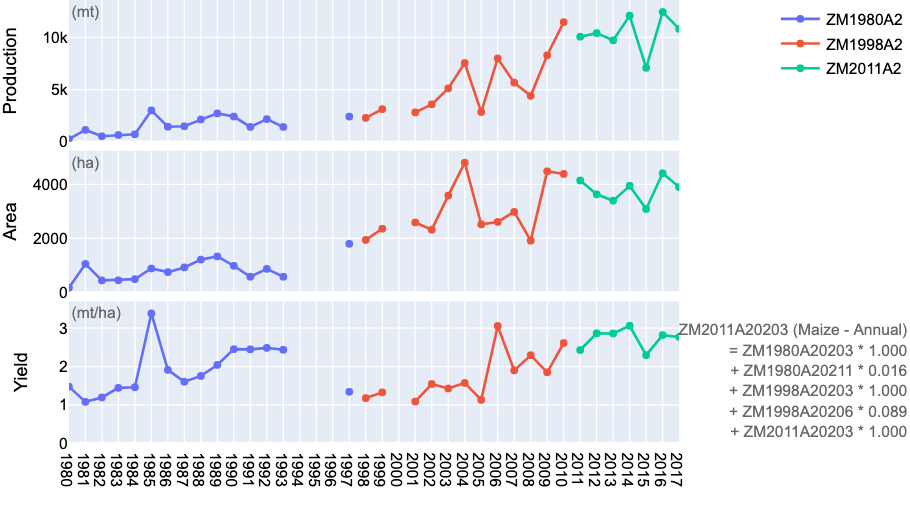 (mt)
Production
10k
5k
0
ZM1980A2
ZM1998A2
ZM2011A2
(ha)
Area
4000
2000
0
(mt/ha)
Yield
3
2
1
0
ZM2011A20203 (Maize - Annual)
= ZM1980A20203 * 1.000
+ ZM1980A20211 * 0.016
+ ZM1998A20203 * 1.000
+ ZM1998A20206 * 0.089
+ ZM2011A20203 * 1.000
1980 1981 1982 1983 1984 1985 1986 1987 1988 1989 1990 1991 1992 1993 1994 1995 1996 1997 1998 1999 2000 2001 2002 2003 2004 2005 2006 2007 2008 2009 2010 2011 2012 2013 2014 2015 2016 2017